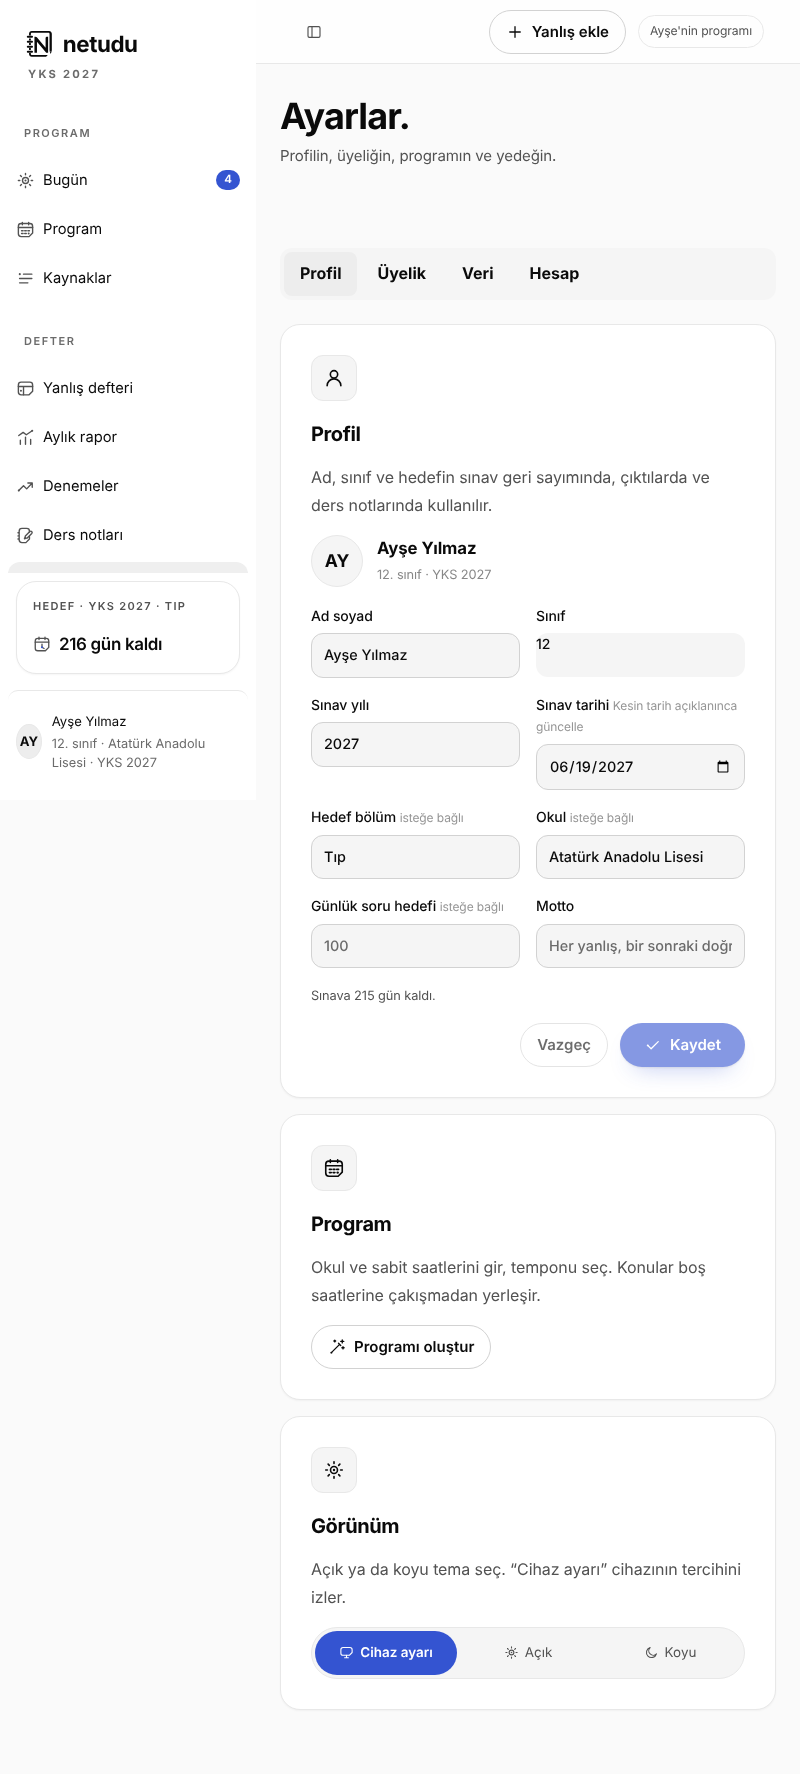 netudu
YKS 2027
PROGRAM
Bugün 4
Program
Kaynaklar
DEFTER
Yanlış defteri
Aylık rapor
Denemeler
Ders notları
HEDEF · YKS 2027 · TIP
216 gün kaldı
AY
Ayşe Yılmaz
12. sınıf · Atatürk Anadolu
Lisesi · YKS 2027
Yanlış ekle
Ayşe'nin programı
Ayarlar.
Profilin, üyeliğin, programın ve yedeğin.
Profil Üyelik Veri Hesap
Profil
Ad, sınıf ve hedefin sınav geri sayımında, çıktılarda ve
ders notlarında kullanılır.
AY
Ayşe Yılmaz
12. sınıf · YKS 2027
Ad soyad
Ayşe Yılmaz
Sınıf
12
Sınav yılı
2027
Sınav tarihi Kesin tarih açıklanınca
güncelle
06/19/2027
Hedef bölüm isteğe bağlı
Tıp
Okul isteğe bağlı
Atatürk Anadolu Lisesi
Günlük soru hedefi isteğe bağlı
100
Motto
Her yanlış, bir sonraki doğr
Sınava 215 gün kaldı.
Vazgeç
Kaydet
Program
Okul ve sabit saatlerini gir, temponu seç. Konular boş
saatlerine çakışmadan yerleşir.
Programı oluştur
Görünüm
Açık ya da koyu tema seç. “Cihaz ayarı” cihazının tercihini
izler.
Cihaz ayarı Açık Koyu